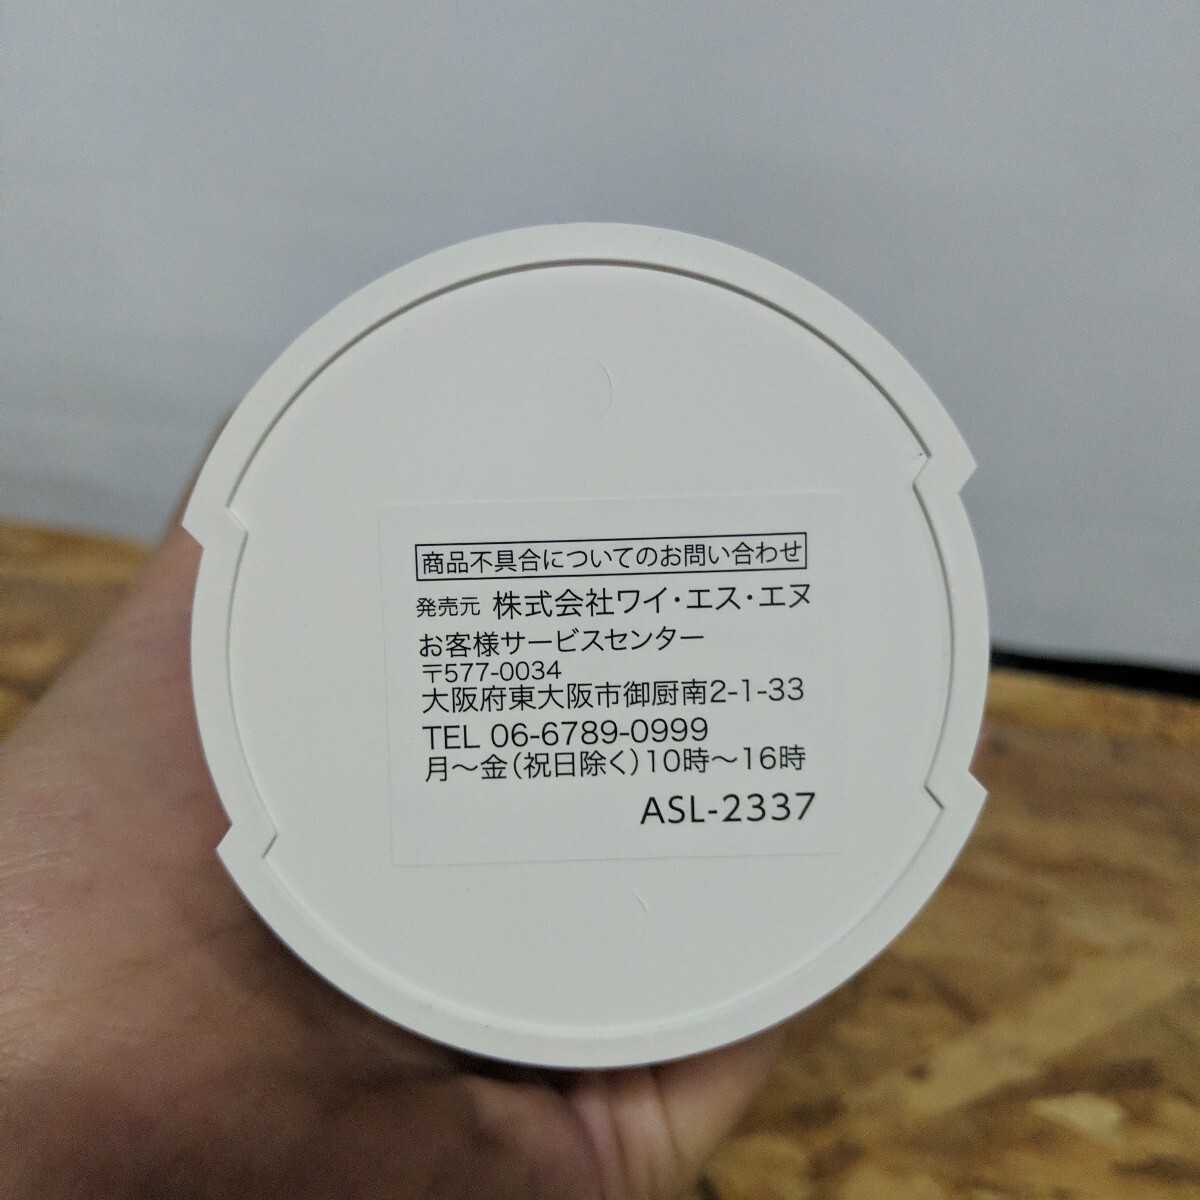 商品不具合についてのお問い合わせ
発売元 株式会社ワイ・エス・エヌ
お客様サービスセンター
〒577-0034
大阪府東大阪市御厨南2-1-33
TEL 06-6789-0999
月～金(祝日除く)10時～16時
ASL-2337